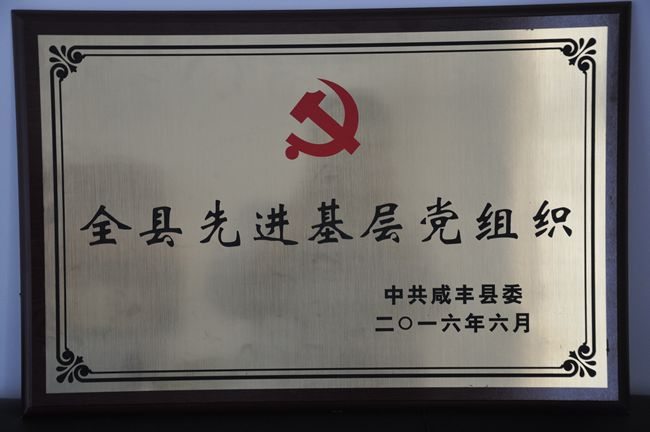 全县先进基层党组织
中共咸丰县委
二〇一六年六月